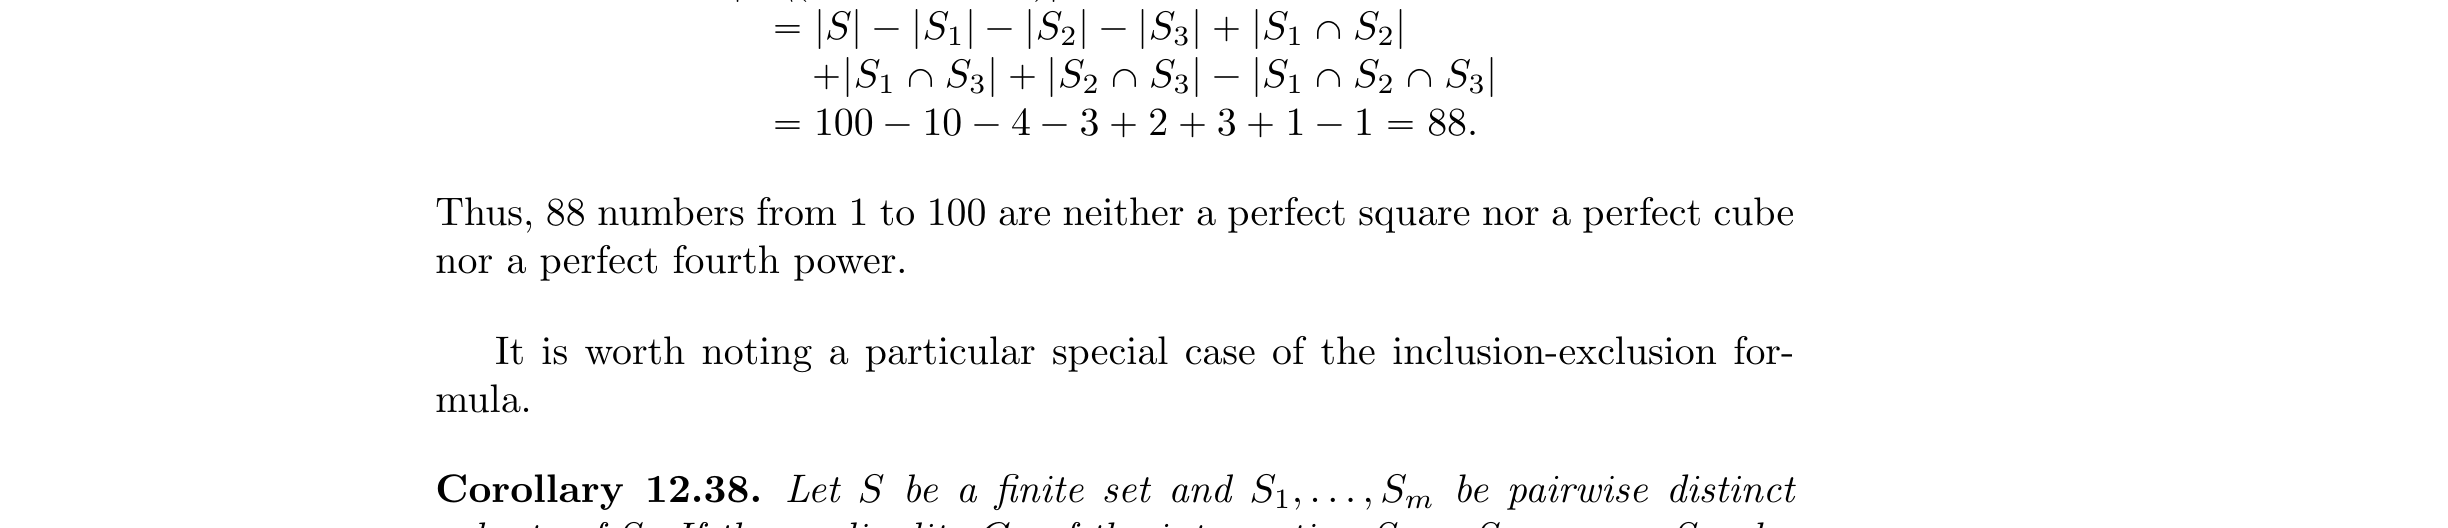 = |S| − |S₁| − |S₂| − |S₃| + |S₁ ∩ S₂|
+|S₁ ∩ S₃| + |S₂ ∩ S₃| − |S₁ ∩ S₂ ∩ S₃|
= 100 − 10 − 4 − 3 + 2 + 3 + 1 − 1 = 88.
Thus, 88 numbers from 1 to 100 are neither a perfect square nor a perfect cube
nor a perfect fourth power.
It is worth noting a particular special case of the inclusion-exclusion for-
mula.
Corollary 12.38. Let S be a finite set and S₁, . . . , Sₘ be pairwise distinct